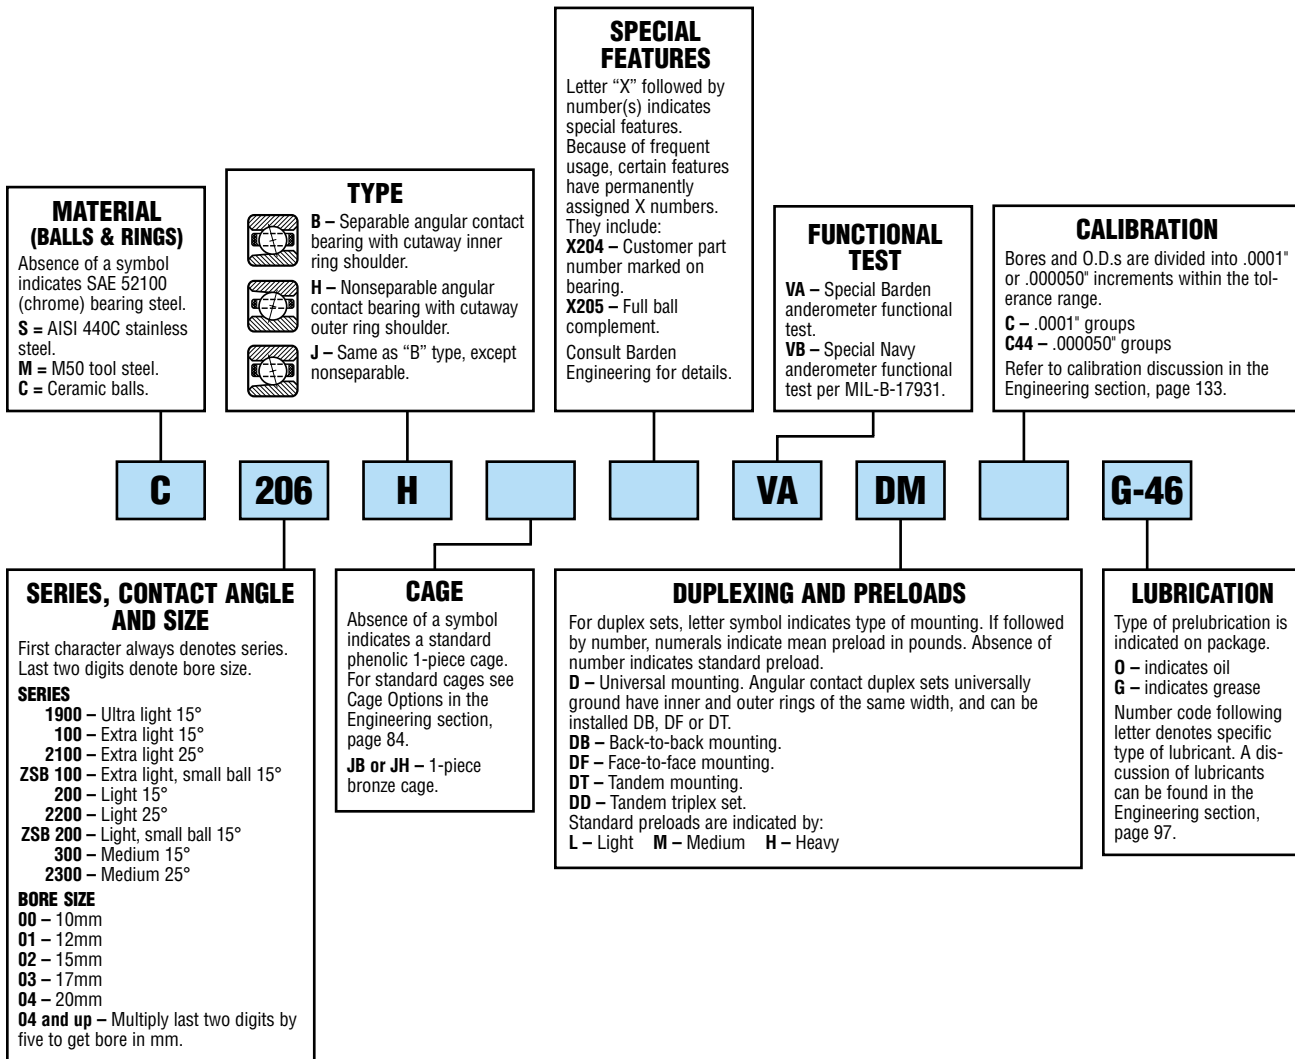 SPECIAL
FEATURES
Letter “X” followed by
number(s) indicates
special features.
Because of frequent
usage, certain features
have permanently
assigned X numbers.
They include:
X204 – Customer part
number marked on
bearing.
X205 – Full ball
complement.
Consult Barden
Engineering for details.
MATERIAL
(BALLS & RINGS)
Absence of a symbol
indicates SAE 52100
(chrome) bearing steel.
S = AISI 440C stainless
steel.
M = M50 tool steel.
C = Ceramic balls.
TYPE
B – Separable angular contact
bearing with cutaway inner
ring shoulder.
H – Nonseparable angular
contact bearing with cutaway
outer ring shoulder.
J – Same as “B” type, except
nonseparable.
FUNCTIONAL
TEST
VA – Special Barden
anderometer functional
test.
VB – Special Navy
anderometer functional
test per MIL-B-17931.
CALIBRATION
Bores and O.D.s are divided into .0001"
or .000050" increments within the tol-
erance range.
C – .0001" groups
C44 – .000050" groups
Refer to calibration discussion in the
Engineering section, page 133.
C 206 H VA DM G-46
SERIES, CONTACT ANGLE
AND SIZE
First character always denotes series.
Last two digits denote bore size.
SERIES
1900 – Ultra light 15°
100 – Extra light 15°
2100 – Extra light 25°
ZSB 100 – Extra light, small ball 15°
200 – Light 15°
2200 – Light 25°
ZSB 200 – Light, small ball 15°
300 – Medium 15°
2300 – Medium 25°
BORE SIZE
00 – 10mm
01 – 12mm
02 – 15mm
03 – 17mm
04 – 20mm
04 and up – Multiply last two digits by
five to get bore in mm.
CAGE
Absence of a symbol
indicates a standard
phenolic 1-piece cage.
For standard cages see
Cage Options in the
Engineering section,
page 84.
JB or JH – 1-piece
bronze cage.
DUPLEXING AND PRELOADS
For duplex sets, letter symbol indicates type of mounting. If followed
by number, numerals indicate mean preload in pounds. Absence of
number indicates standard preload.
D – Universal mounting. Angular contact duplex sets universally
ground have inner and outer rings of the same width, and can be
installed DB, DF or DT.
DB – Back-to-back mounting.
DF – Face-to-face mounting.
DT – Tandem mounting.
DD – Tandem triplex set.
Standard preloads are indicated by:
L – Light M – Medium H – Heavy
LUBRICATION
Type of prelubrication is
indicated on package.
O – indicates oil
G – indicates grease
Number code following
letter denotes specific
type of lubricant. A dis-
cussion of lubricants
can be found in the
Engineering section,
page 97.